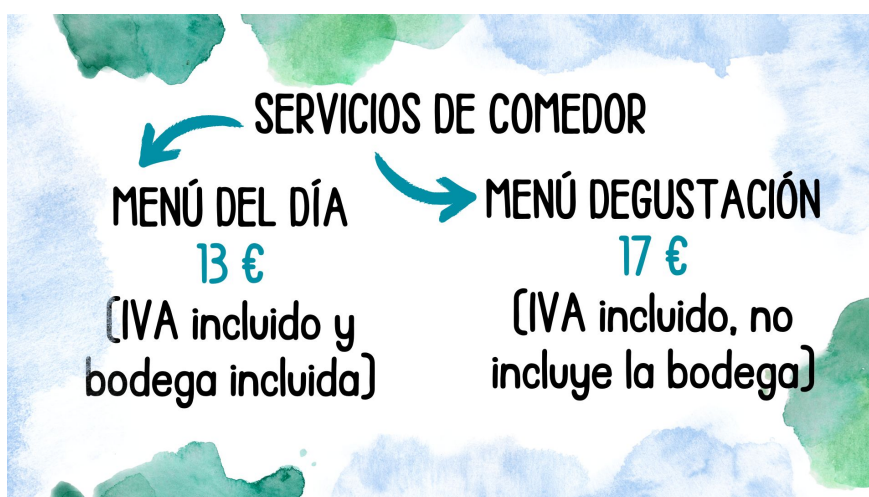 SERVICIOS DE COMEDOR
MENÚ DEL DÍA
13 €
(IVA incluido y
bodega incluida)
MENÚ DEGUSTACIÓN
17 €
(IVA incluido, no
incluye la bodega)